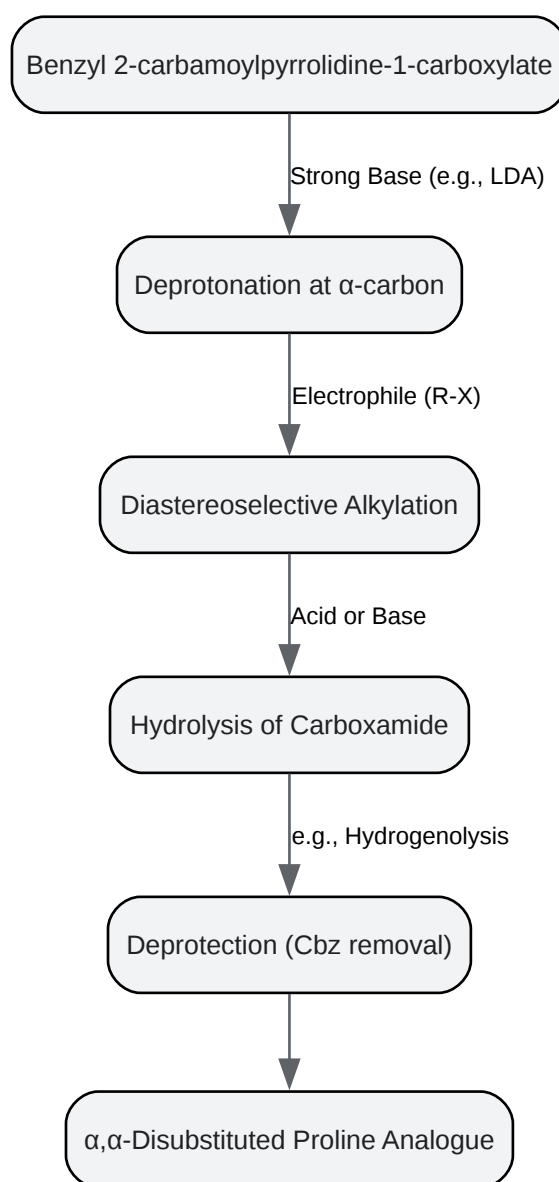 Benzyl 2-carbamoylpyrrolidine-1-carboxylate
Strong Base (e.g., LDA)
Deprotonation at α-carbon
Electrophile (R-X)
Diastereoselective Alkylation
Acid or Base
Hydrolysis of Carboxamide
e.g., Hydrogenolysis
Deprotection (Cbz removal)
α,α-Disubstituted Proline Analogue